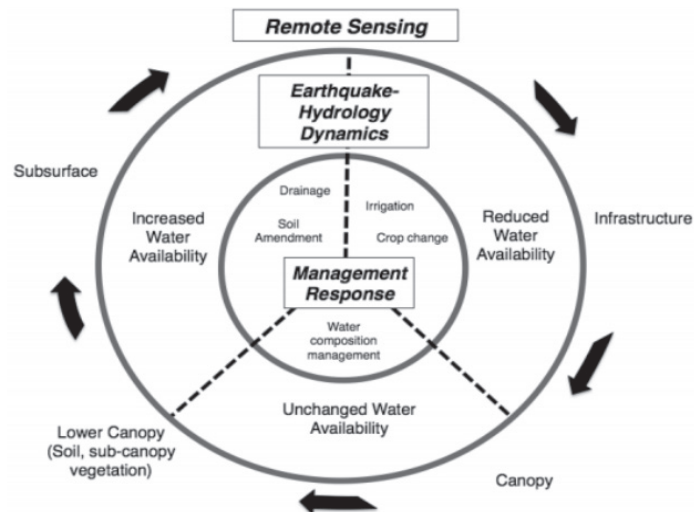 Remote Sensing
Earthquake-
Hydrology
Dynamics
Subsurface
Infrastructure
Increased
Water
Availability
Reduced
Water
Availability
Drainage
Irrigation
Soil
Amendment
Crop change
Management
Response
Water
composition
management
Unchanged Water
Availability
Lower Canopy
(Soil, sub-canopy
vegetation)
Canopy